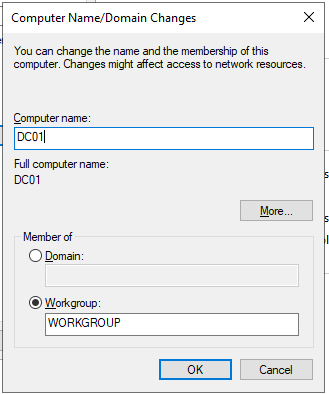 Computer Name/Domain Changes
You can change the name and the membership of this
computer. Changes might affect access to network resources.
Computer name:
DC01
Full computer name:
DC01
More...
Member of
Domain:
Workgroup:
WORKGROUP
OK Cancel